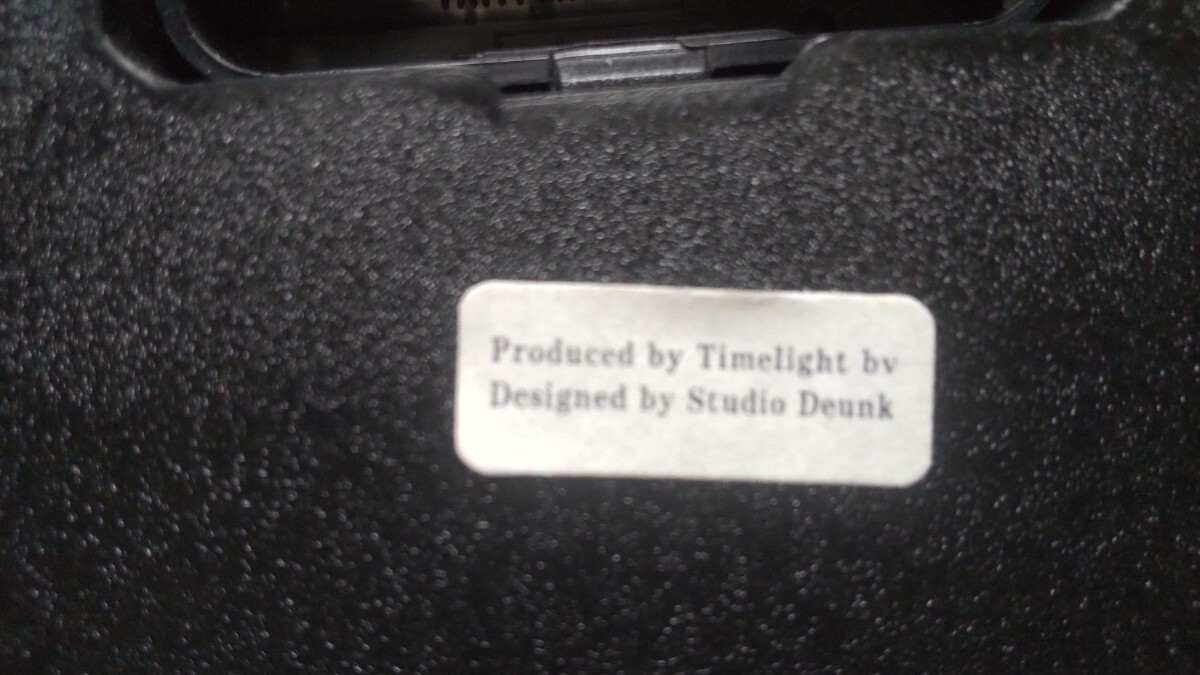 Produced by Timelight bv
Designed by Studio Deunk